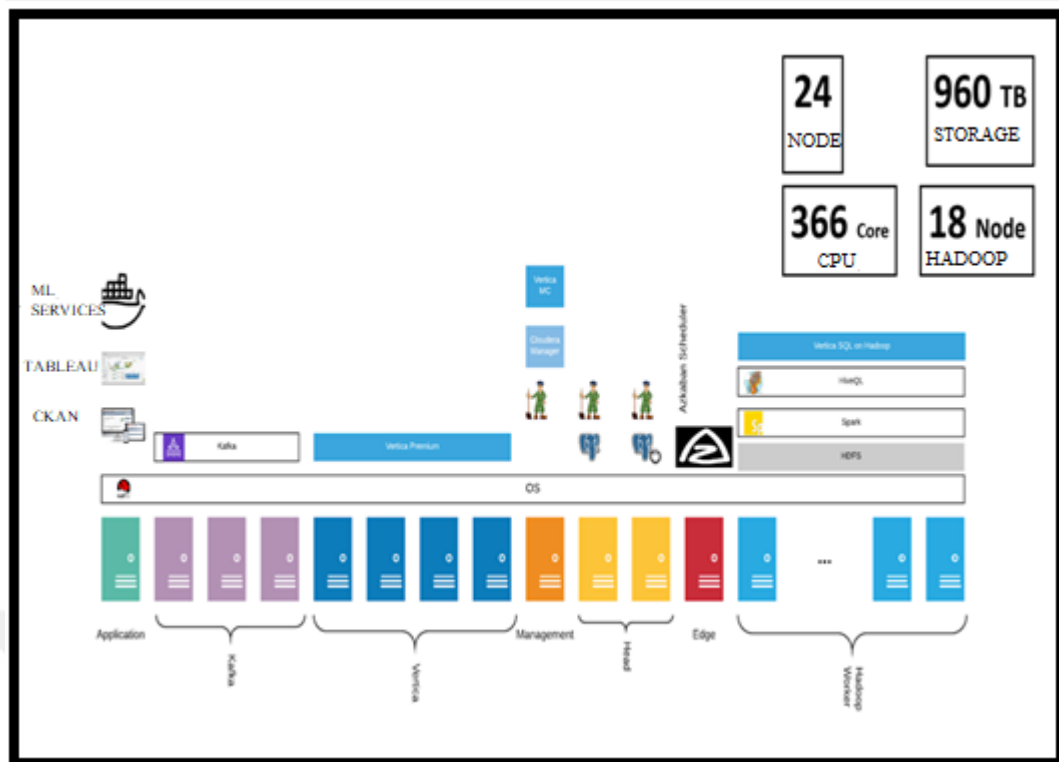 24
NODE
960 TB
STORAGE
366 Core
CPU
18 Node
HADOOP
ML
SERVICES
TABLEAU
CKAN
Kafka
Vertica Premium
Vertica
MC
Cloudera
Manager
Azkaban Scheduler
Vertica SQL on Hadoop
HiveQL
Spark
HDFS
OS
...
Application
Kafka
Vertica
Management
Head
Edge
Hadoop
Worker